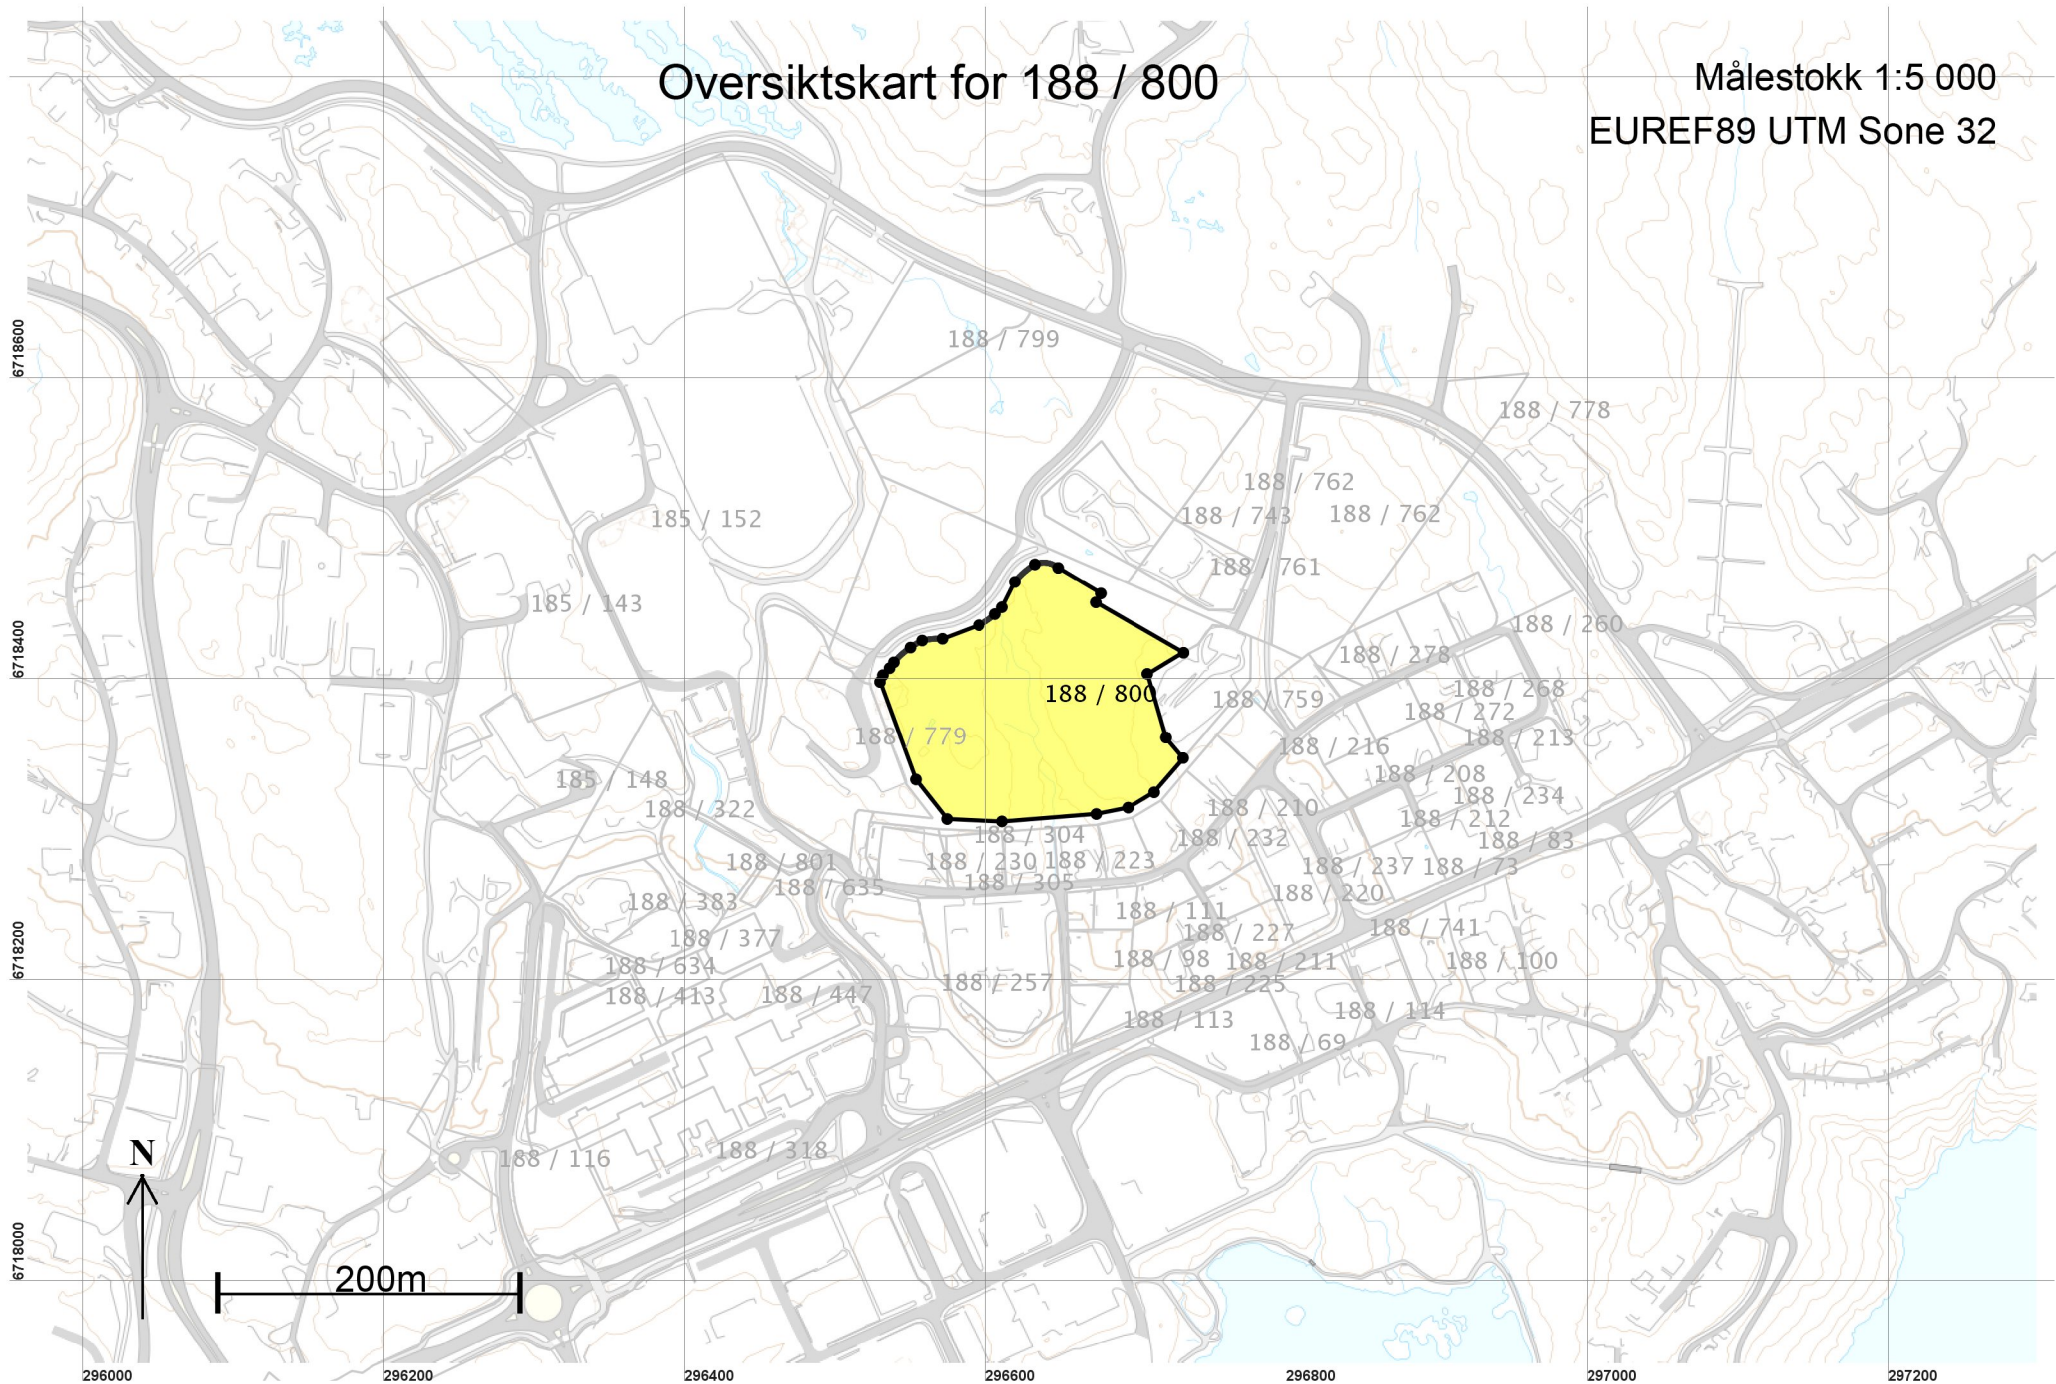 Oversiktskart for 188 / 800
Målestokk 1:5 000
EUREF89 UTM Sone 32
188 / 799
6718600
188 / 778
188 / 762
188 / 743
188 / 762
185 / 152
188 / 761
185 / 143
188 / 260
6718400
188 / 278
188 / 268
188 / 800
188 / 759
188 / 272
188 / 779
188 / 216
188 / 213
185 / 148
188 / 208
188 / 322
188 / 210
188 / 234
188 / 212
188 / 304
188 / 232
188 / 83
188 / 801
188 / 230
188 / 223
188 / 237
188 / 73
188 / 635
188 / 305
188 / 220
188 / 383
188 / 111
188 / 741
188 / 377
188 / 227
6718200
188 / 634
188 / 98
188 / 211
188 / 100
188 / 257
188 / 225
188 / 413
188 / 447
188 / 113
188 / 114
188 / 69
N
188 / 116
188 / 318
6718000
200m
296000
296200
296400
296600
296800
297000
297200